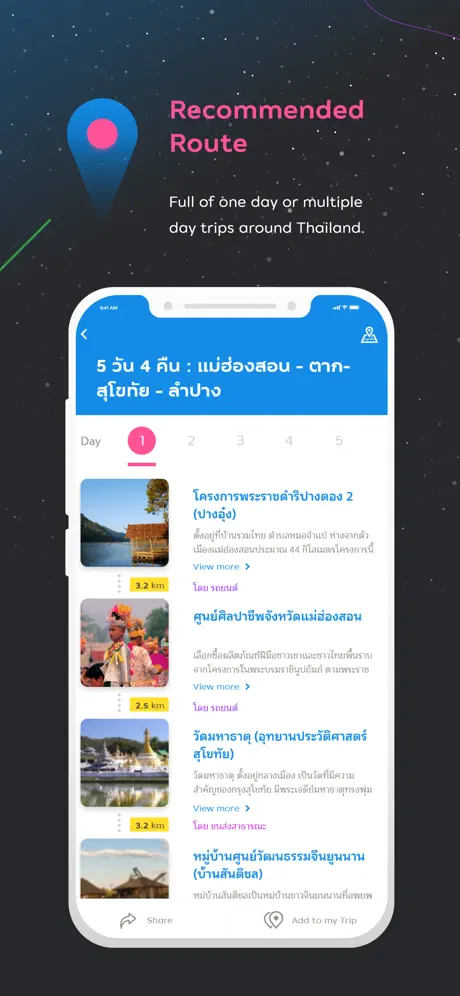 Recommended
Route
Full of one day or multiple
day trips around Thailand.
9:41 AM
5 วัน 4 คืน : แม่ฮ่องสอน - ตาก-
สุโขทัย - ลำปาง
Day 1 2 3 4 5
โครงการพระราชดำริปางตอง 2
(ปางอุ๋ง)
ตั้งอยู่ที่บ้านรวมไทย ตำบลหมอจำแป่ ห่างจากตัว
เมืองแม่ฮ่องสอนประมาณ 44 กิโลเมตรโครงการนี้
View more
3.2 km
โดย รถยนต์
ศูนย์ศิลปาชีพจังหวัดแม่ฮ่องสอน
เลือกซื้อผลิตภัณฑ์ฝีมือชาวเขาและชาวไทยพื้นราบ
จากโครงการในพระบรมราชินูปถัมภ์ ตามพระราช
View more
2.5 km
โดย รถยนต์
วัดมหาธาตุ (อุทยานประวัติศาสตร์
สุโขทัย)
วัดมหาธาตุ ตั้งอยู่กลางเมือง เป็นวัดที่มีความ
สำคัญของกรุงสุโขทัย มีพระเจดีย์มหาธาตุทรงพุ่ม
View more
3.2 km
โดย ขนส่งสาธารณะ
หมู่บ้านศูนย์วัฒนธรรมจีนยูนนาน
(บ้านสันติชล)
หมู่บ้านสันติชลเป็นหมู่บ้านชาวจีนยูนนานที่อพยพ
Share
Add to my Trip